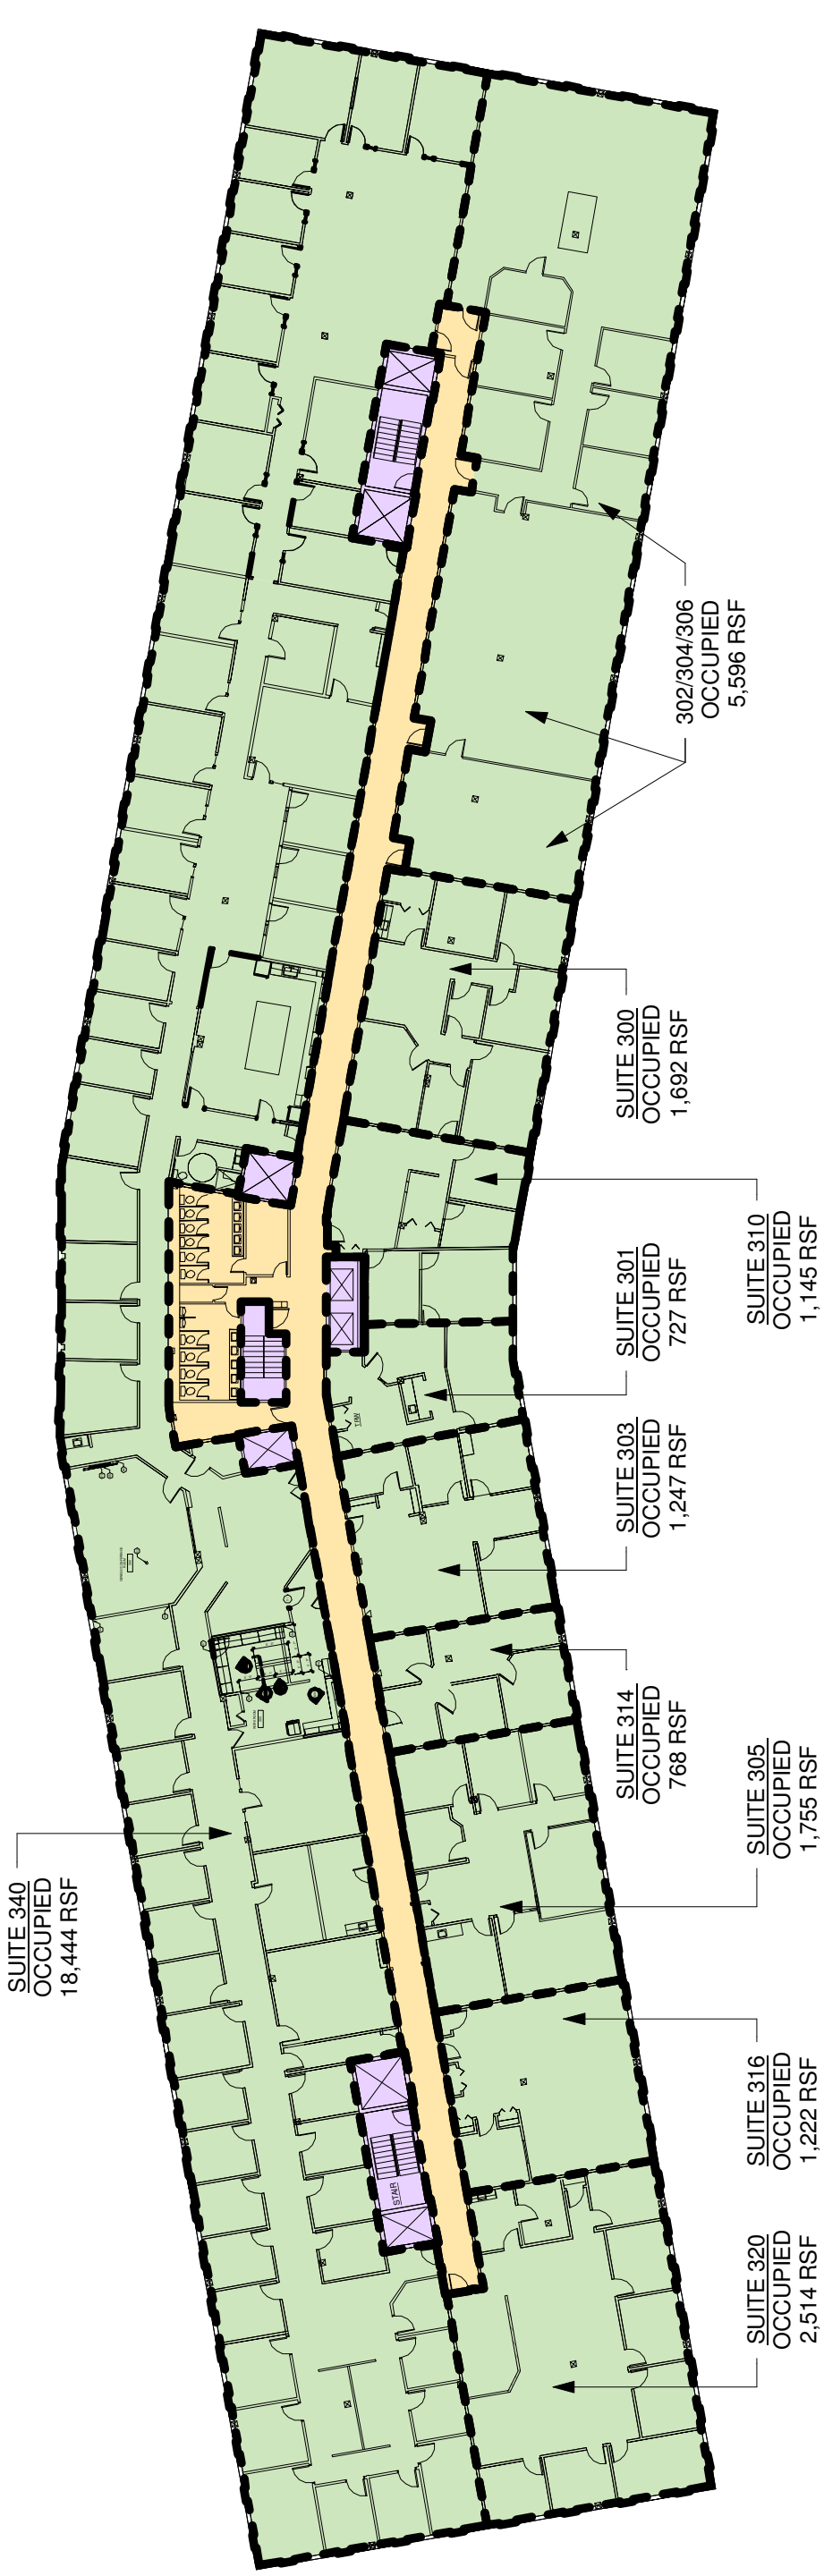 302/304/306
OCCUPIED
5,596 RSF
SUITE 300
OCCUPIED
1,692 RSF
SUITE 310
OCCUPIED
1,145 RSF
SUITE 301
OCCUPIED
727 RSF
SUITE 303
OCCUPIED
1,247 RSF
SUITE 314
OCCUPIED
768 RSF
SUITE 305
OCCUPIED
1,755 RSF
SUITE 340
OCCUPIED
18,444 RSF
SUITE 316
OCCUPIED
1,222 RSF
STAIR
SUITE 320
OCCUPIED
2,514 RSF